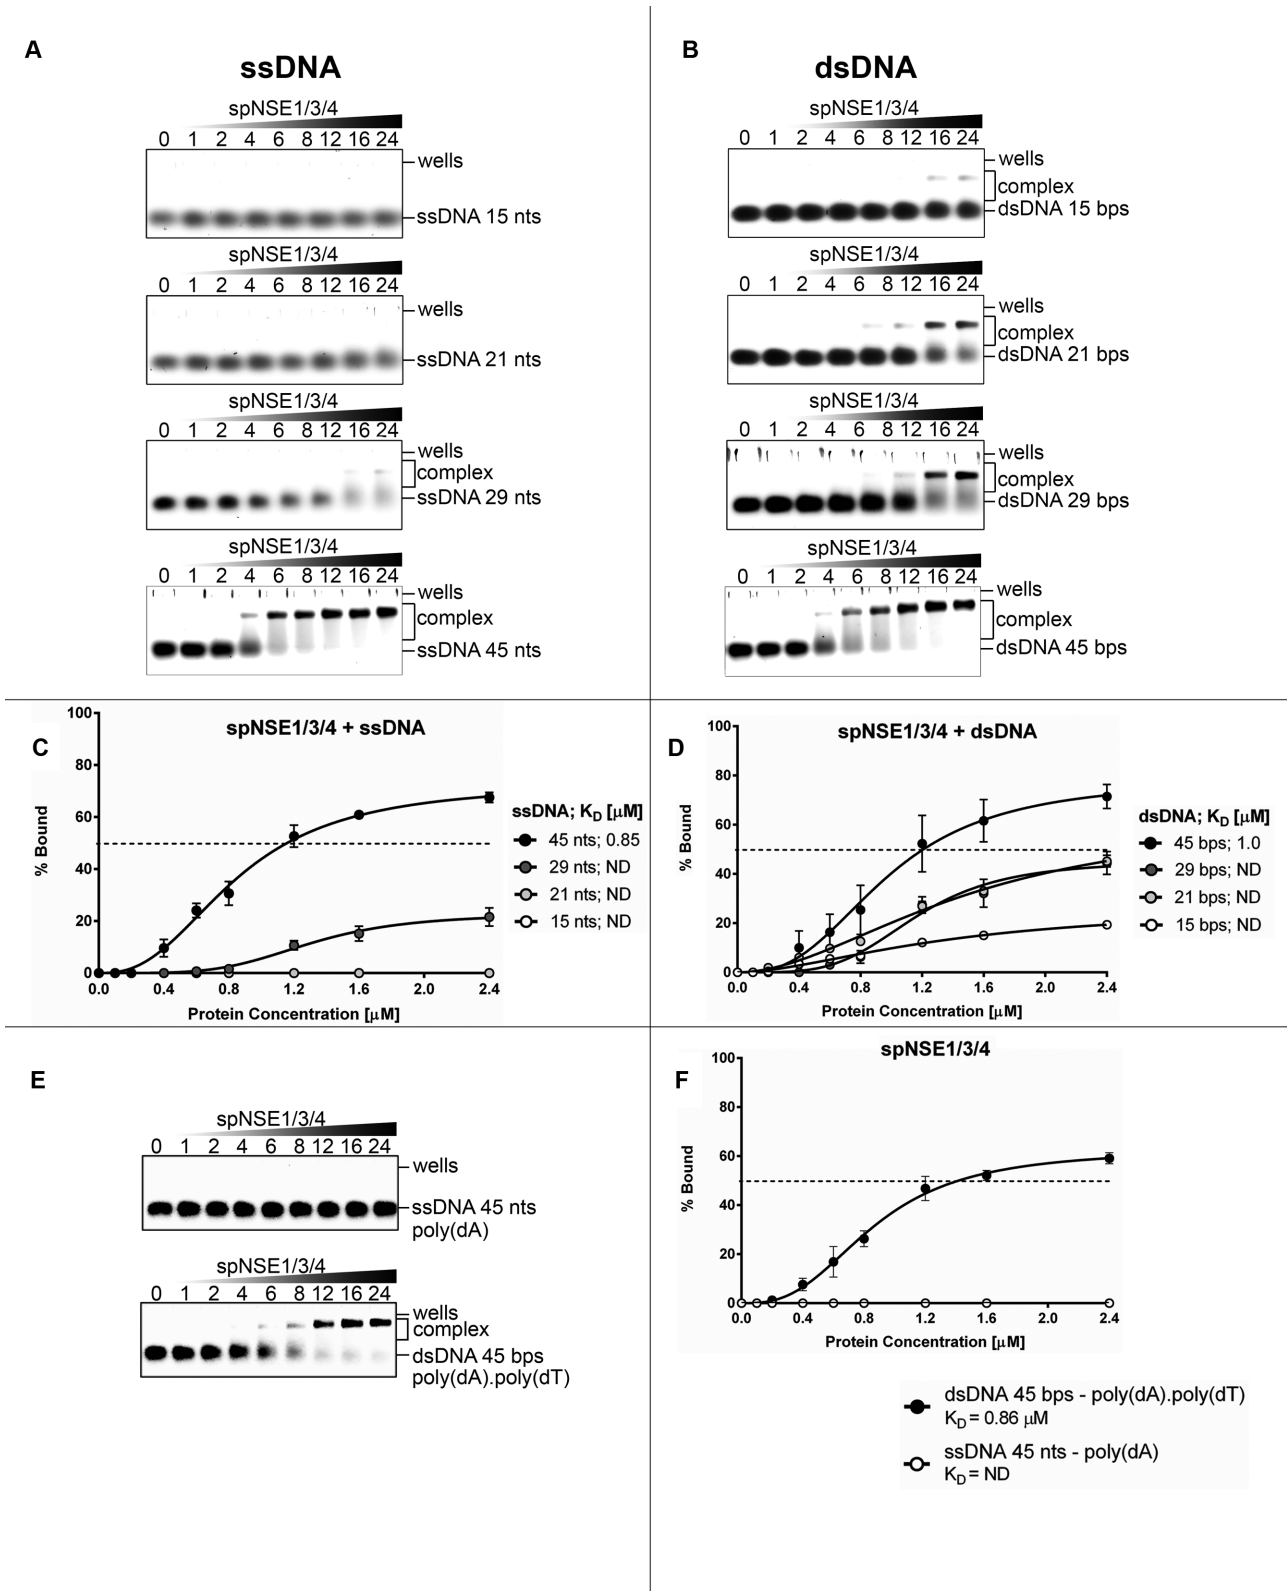 A
ssDNA
spNSE1/3/4
0 1 2 4 6 8 12 16 24
wells
ssDNA 15 nts
spNSE1/3/4
0 1 2 4 6 8 12 16 24
wells
ssDNA 21 nts
spNSE1/3/4
0 1 2 4 6 8 12 16 24
wells
complex
ssDNA 29 nts
spNSE1/3/4
0 1 2 4 6 8 12 16 24
wells
complex
ssDNA 45 nts
B
dsDNA
spNSE1/3/4
0 1 2 4 6 8 12 16 24
wells
complex
dsDNA 15 bps
spNSE1/3/4
0 1 2 4 6 8 12 16 24
wells
complex
dsDNA 21 bps
spNSE1/3/4
0 1 2 4 6 8 12 16 24
wells
complex
dsDNA 29 bps
spNSE1/3/4
0 1 2 4 6 8 12 16 24
wells
complex
dsDNA 45 bps
C
spNSE1/3/4 + ssDNA
% Bound
100
80
60
40
20
0
0.0 0.4 0.8 1.2 1.6 2.0 2.4
Protein Concentration [μM]
ssDNA; KD [μM]
45 nts; 0.85
29 nts; ND
21 nts; ND
15 nts; ND
D
spNSE1/3/4 + dsDNA
% Bound
100
80
60
40
20
0
0.0 0.4 0.8 1.2 1.6 2.0 2.4
Protein Concentration [μM]
dsDNA; KD [μM]
45 bps; 1.0
29 bps; ND
21 bps; ND
15 bps; ND
E
spNSE1/3/4
0 1 2 4 6 8 12 16 24
wells
ssDNA 45 nts
poly(dA)
spNSE1/3/4
0 1 2 4 6 8 12 16 24
wells
complex
dsDNA 45 bps
poly(dA).poly(dT)
F
spNSE1/3/4
% Bound
100
80
60
40
20
0
0.0 0.4 0.8 1.2 1.6 2.0 2.4
Protein Concentration [μM]
dsDNA 45 bps - poly(dA).poly(dT)
KD = 0.86 μM
ssDNA 45 nts - poly(dA)
KD = ND